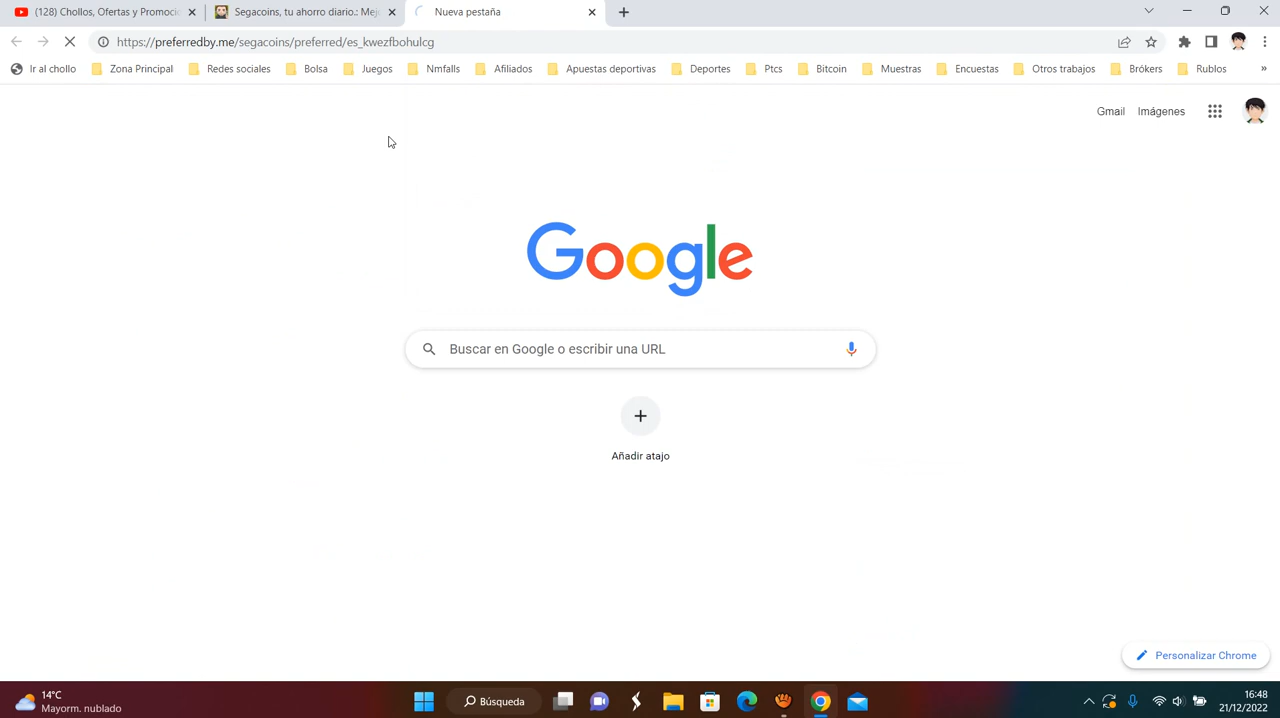 (128) Chollos, Ofertas y Promoci
Segacoins, tu ahorro diario.: Mej
Nueva pestaña
https://preferredby.me/segacoins/preferred/es_kwezfbohulcg
Ir al chollo
Zona Principal
Redes sociales
Bolsa
Juegos
Nmfalls
Afiliados
Apuestas deportivas
Deportes
Ptcs
Bitcoin
Muestras
Encuestas
Otros trabajos
Brókers
Rublos
»
Gmail
Imágenes
Google
Buscar en Google o escribir una URL
Añadir atajo
Personalizar Chrome
14°C
Mayorm. nublado
Búsqueda
16:48
21/12/2022